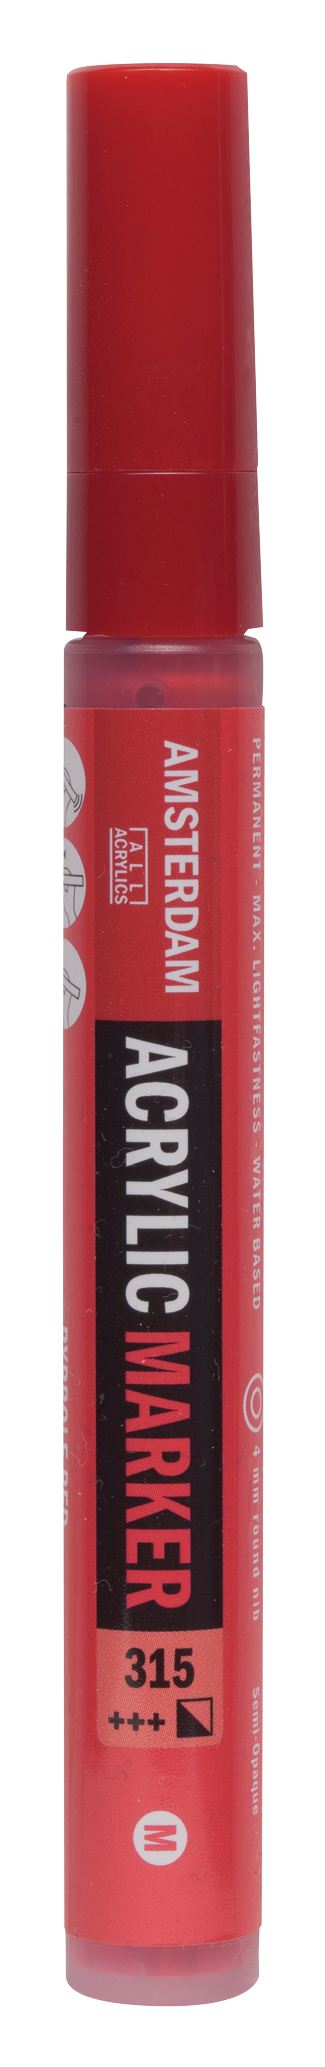 PERMANENT - MAX. LIGHTFASTNESS - WATER BASED 4 mm round nib Semi-Opaque
AMSTERDAM
ALL
ACRYLICS
ACRYLIC MARKER
315
+++
M